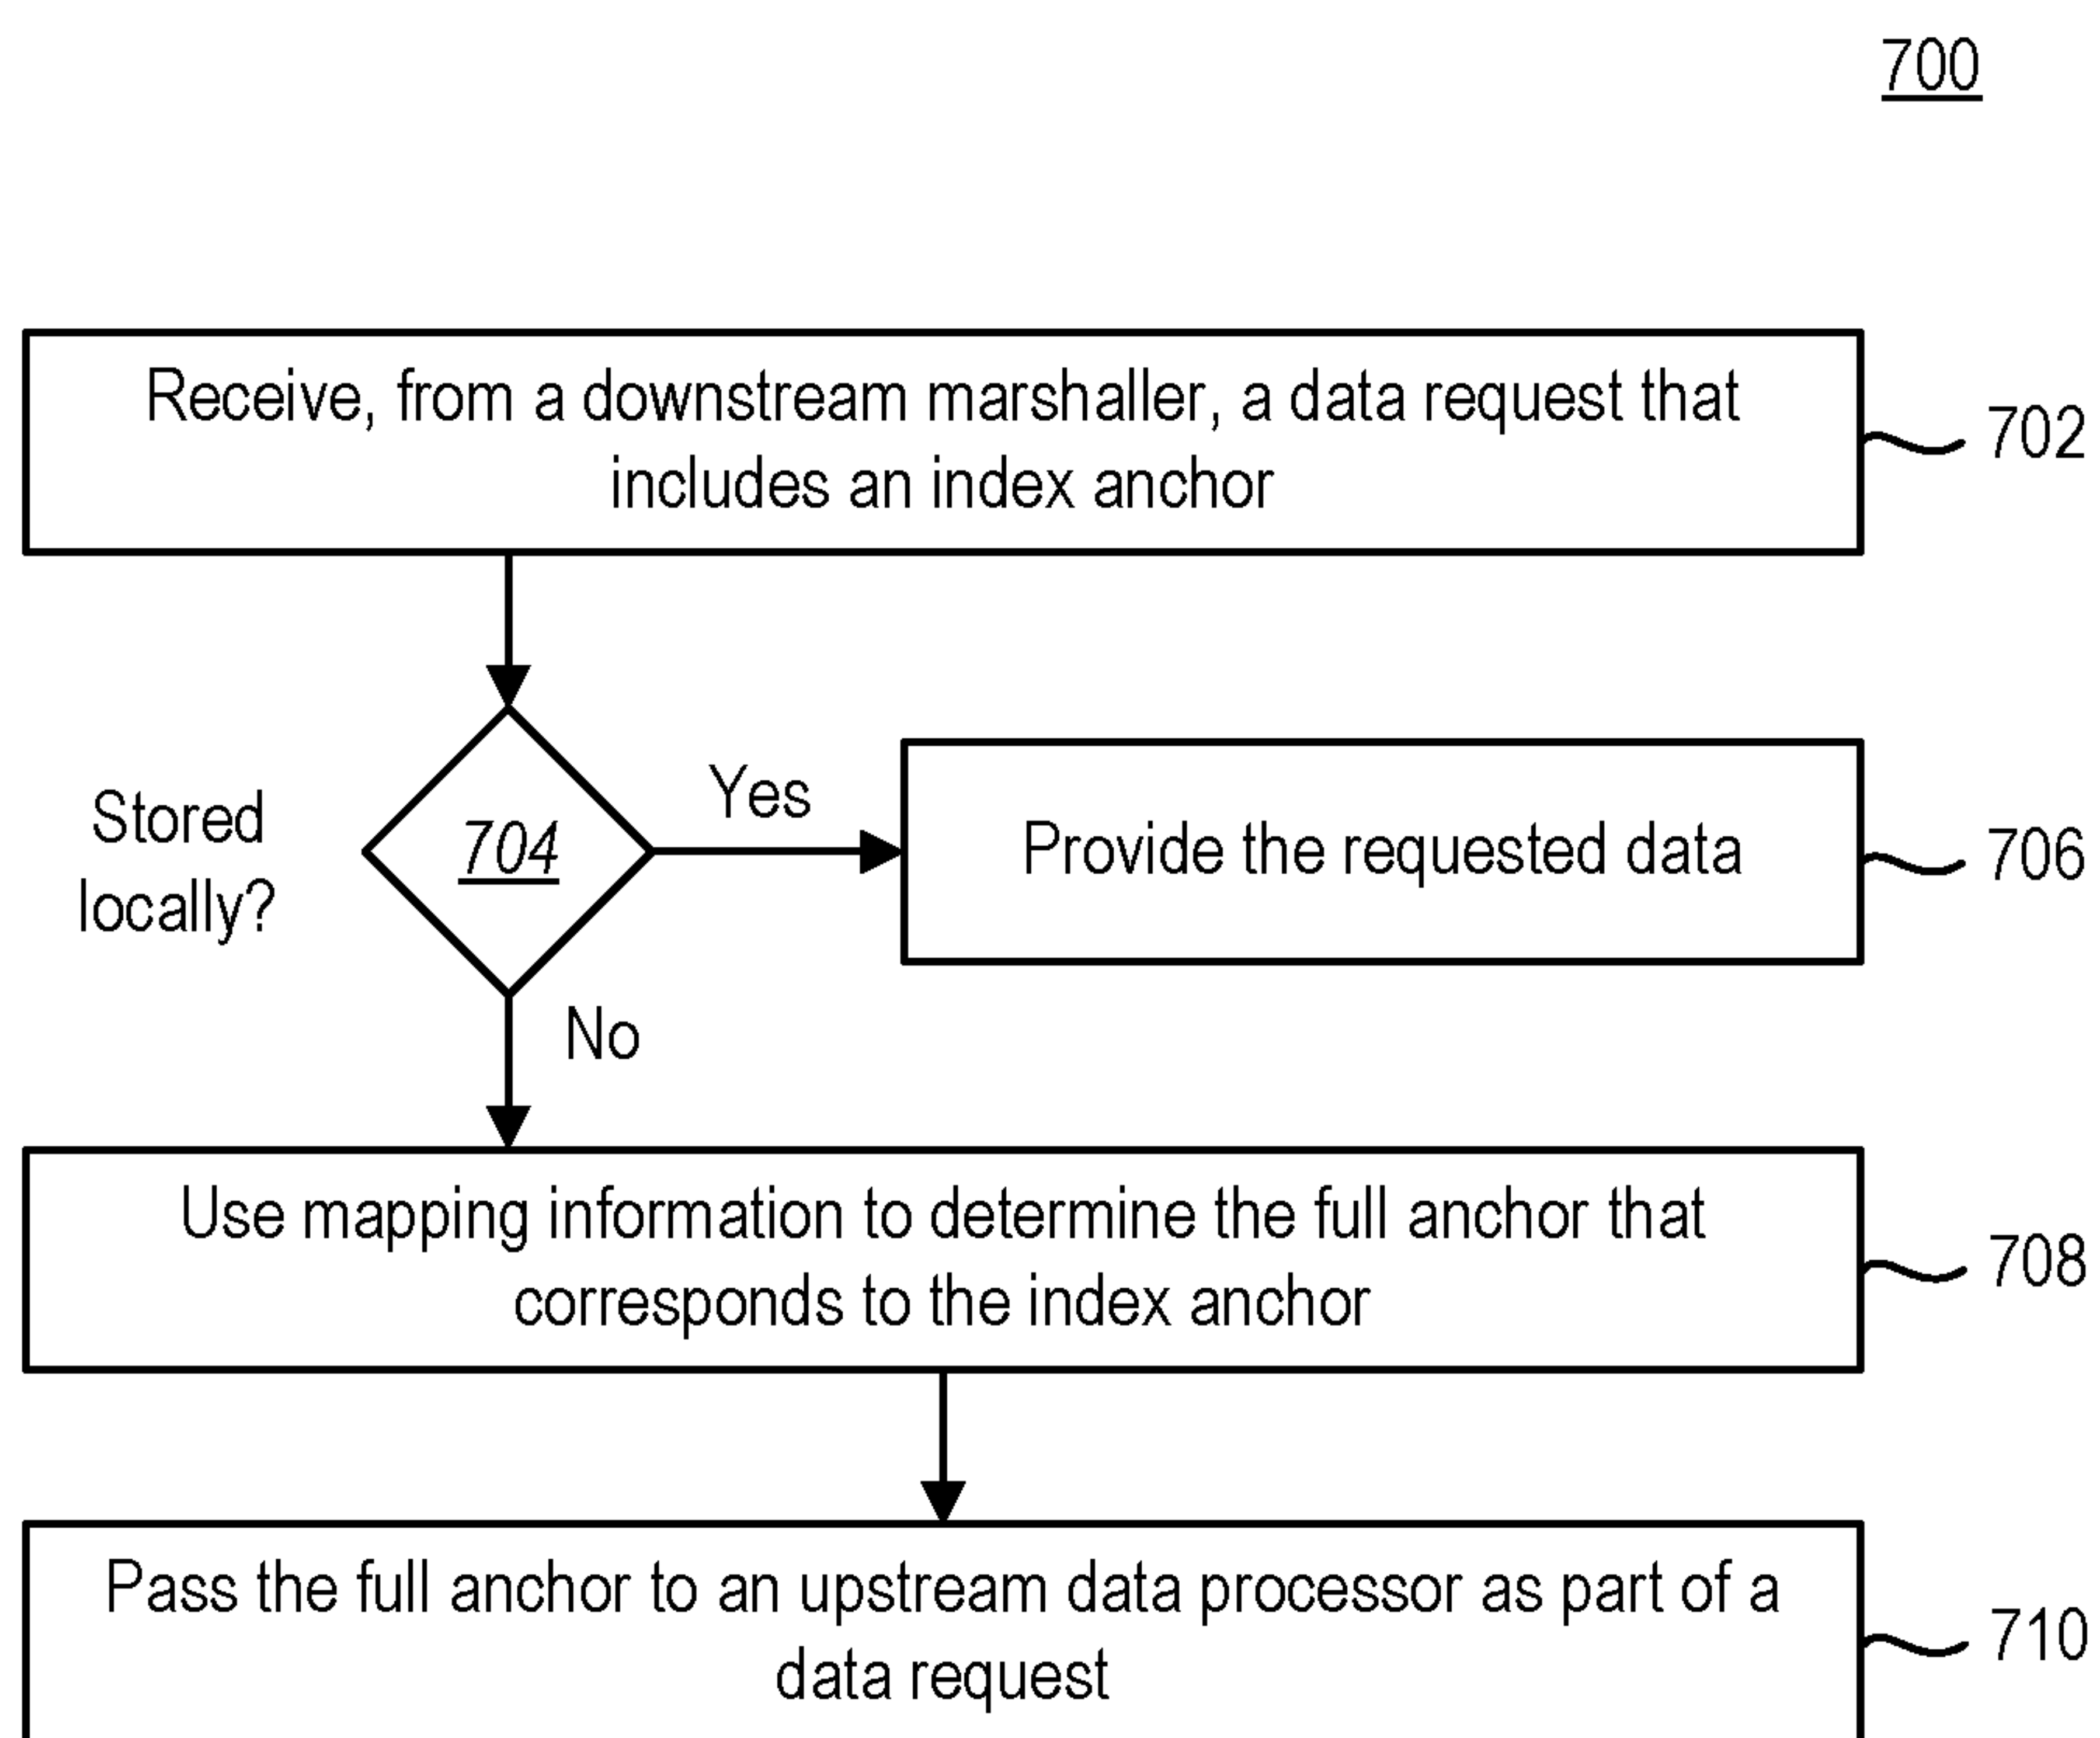 700
Receive, from a downstream marshaller, a data request that
includes an index anchor
702
Stored
locally?
704
Yes
Provide the requested data
706
No
Use mapping information to determine the full anchor that
corresponds to the index anchor
708
Pass the full anchor to an upstream data processor as part of a
data request
710